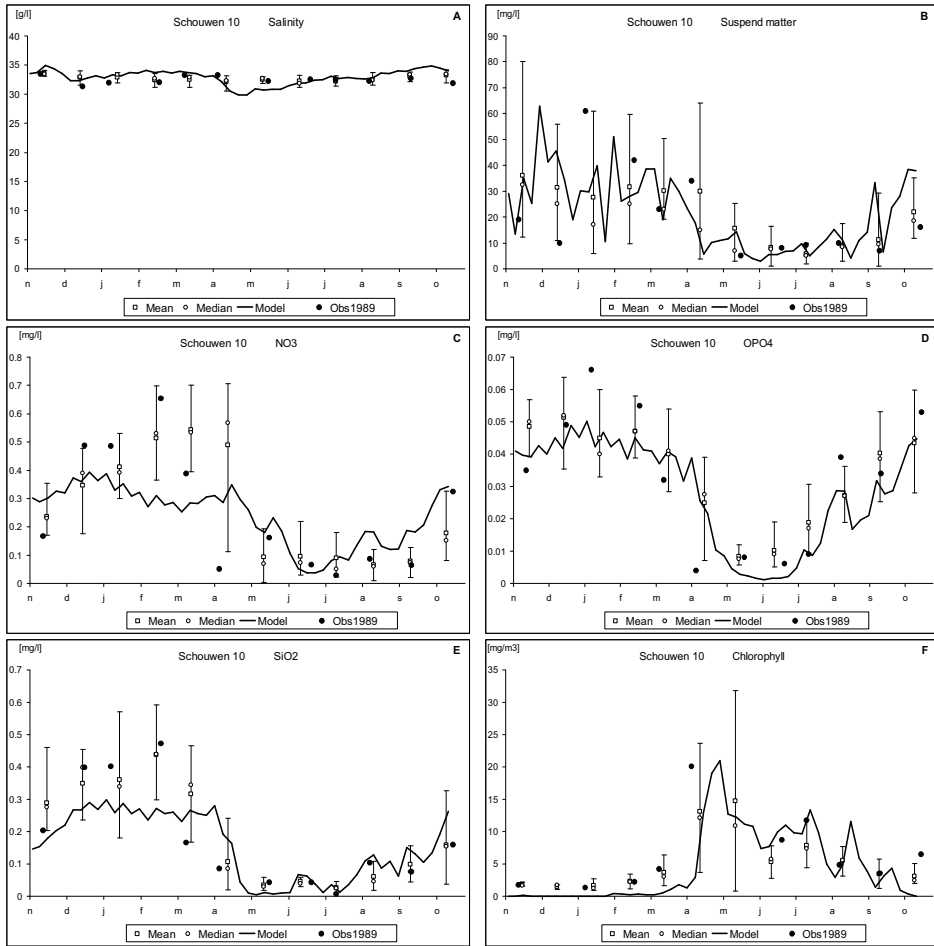 [g/l]
A
Schouwen 10 Salinity
40
35
30
25
20
15
10
5
0
n d j f m a m j j a s o
Mean Median Model Obs1989
[mg/l]
B
Schouwen 10 Suspend matter
90
80
70
60
50
40
30
20
10
0
n d j f m a m j j a s o
Mean Median Model Obs1989
[mg/l]
C
Schouwen 10 NO3
0.8
0.7
0.6
0.5
0.4
0.3
0.2
0.1
0
n d j f m a m j j a s o
Mean Median Model Obs1989
[mg/l]
D
Schouwen 10 OPO4
0.07
0.06
0.05
0.04
0.03
0.02
0.01
0
n d j f m a m j j a s o
Mean Median Model Obs1989
[mg/l]
E
Schouwen 10 SiO2
0.7
0.6
0.5
0.4
0.3
0.2
0.1
0
n d j f m a m j j a s o
Mean Median Model Obs1989
[mg/m3]
F
Schouwen 10 Chlorophyll
35
30
25
20
15
10
5
0
n d j f m a m j j a s o
Mean Median Model Obs1989